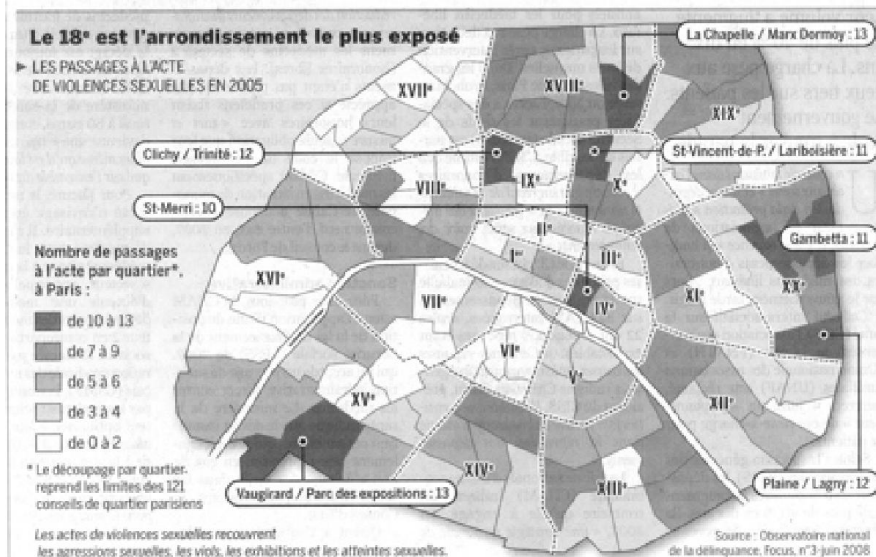 Le 18e est l'arrondissement le plus exposé
▶ LES PASSAGES À L'ACTE
DE VIOLENCES SEXUELLES EN 2005
La Chapelle / Marx Dormoy : 13
XVIIe
XVIIIe
XIXe
Clichy / Trinité : 12
St-Vincent-de-P. / Lariboisière : 11
VIIIe
IXe
Xe
St-Merri : 10
IIe
Ier
IIIe
Gambetta : 11
Nombre de passages
à l'acte par quartier*,
à Paris :
XVIe
VIIe
IVe
XIe
XXe
de 10 à 13
de 7 à 9
de 5 à 6
de 3 à 4
de 0 à 2
VIe
Ve
XVe
XIIe
XIVe
XIIIe
* Le découpage par quartier
reprend les limites des 121
conseils de quartier parisiens
Vaugirard / Parc des expositions : 13
Plaine / Lagny : 12
Les actes de violences sexuelles recouvrent
les agressions sexuelles, les viols, les exhibitions et les atteintes sexuelles.
Source : Observatoire national
de la délinquance, Focus, n°3-juin 2008